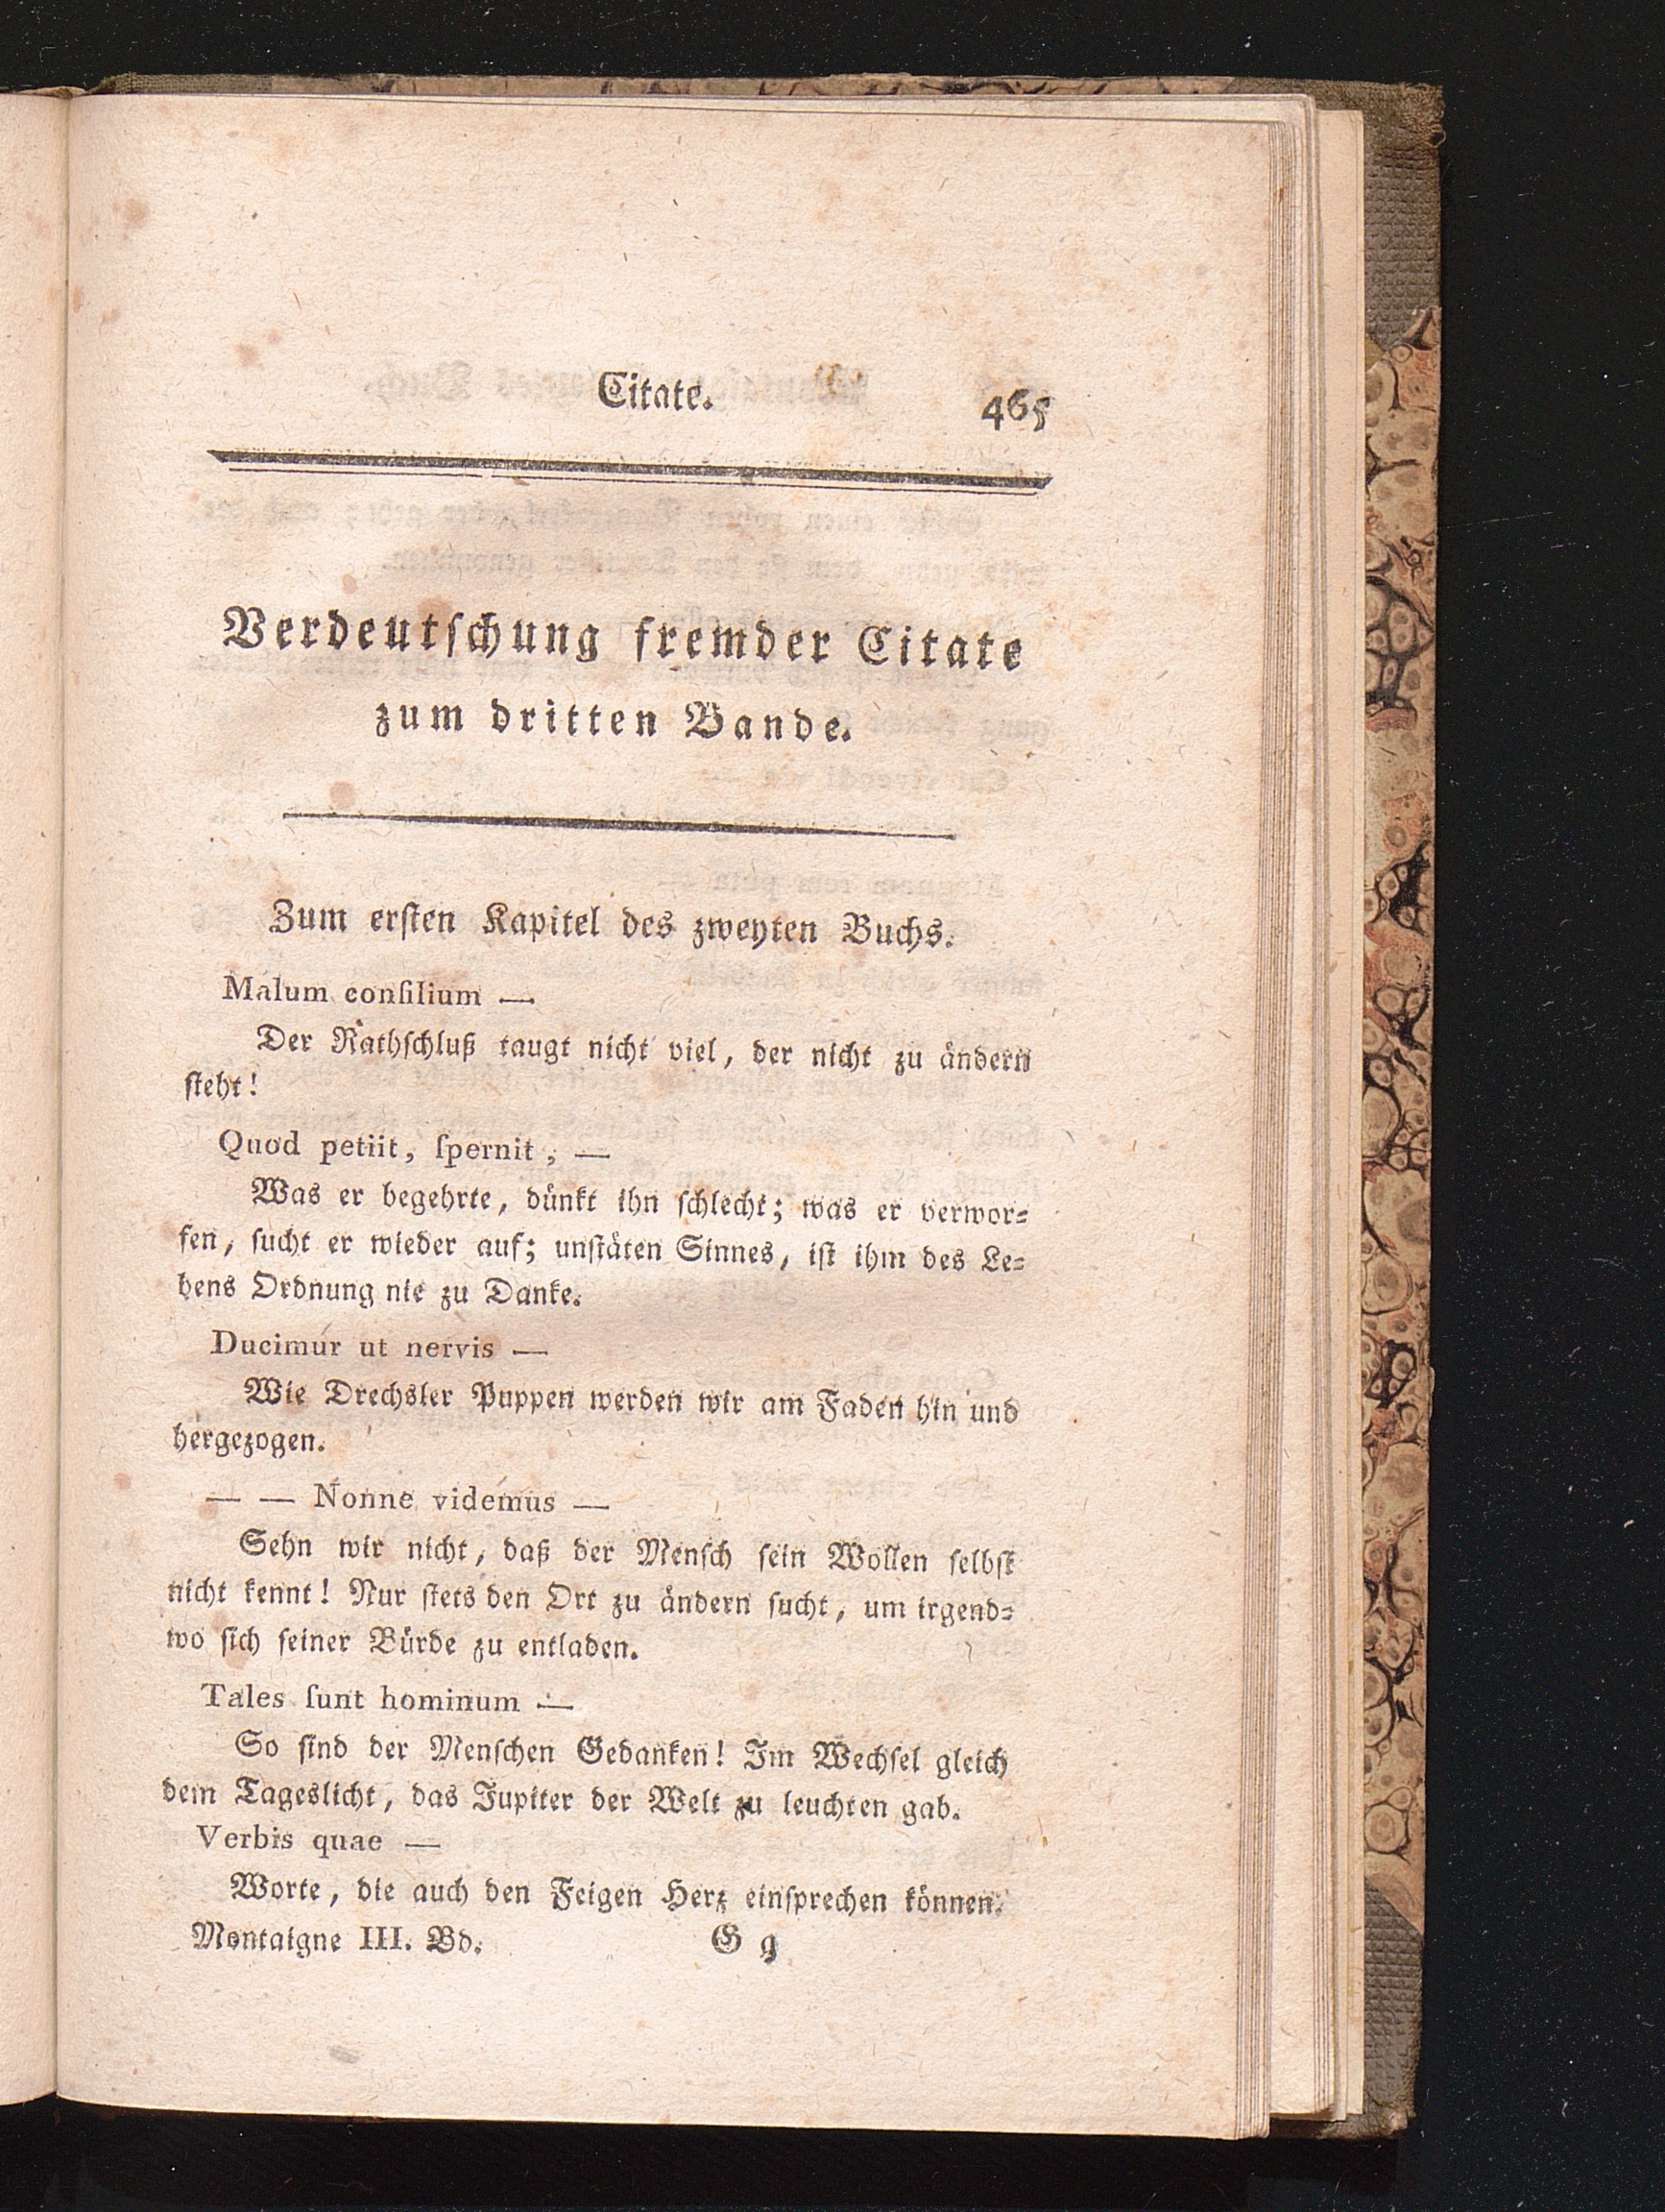 Citate. 465
Verdeutschung fremder Citate
zum dritten Bande.
Zum ersten Kapitel des zweyten Buchs.
Malum conſilium —
Der Rathſchluß taugt nicht viel, der nicht zu ändern
ſteht!
Quod petiit, ſpernit, —
Was er begehrte, dünkt ihn ſchlecht; was er verwor⸗
fen, ſucht er wieder auf; unſtäten Sinnes, iſt ihm des Le⸗
bens Ordnung nie zu Danke.
Ducimur ut nervis —
Wie Drechsler Puppen werden wir am Faden hin und
hergezogen.
— — Nonne videmus —
Sehn wir nicht, daß der Menſch ſein Wollen ſelbſt
nicht kennt! Nur ſtets den Ort zu ändern ſucht, um irgend⸗
wo ſich ſeiner Bürde zu entladen.
Tales ſunt hominum —
So ſind der Menſchen Gedanken! Im Wechſel gleich
dem Tageslicht, das Jupiter der Welt zu leuchten gab.
Verbis quae —
Worte, die auch den Feigen Herz einſprechen können.
Montaigne III. Bd. G g